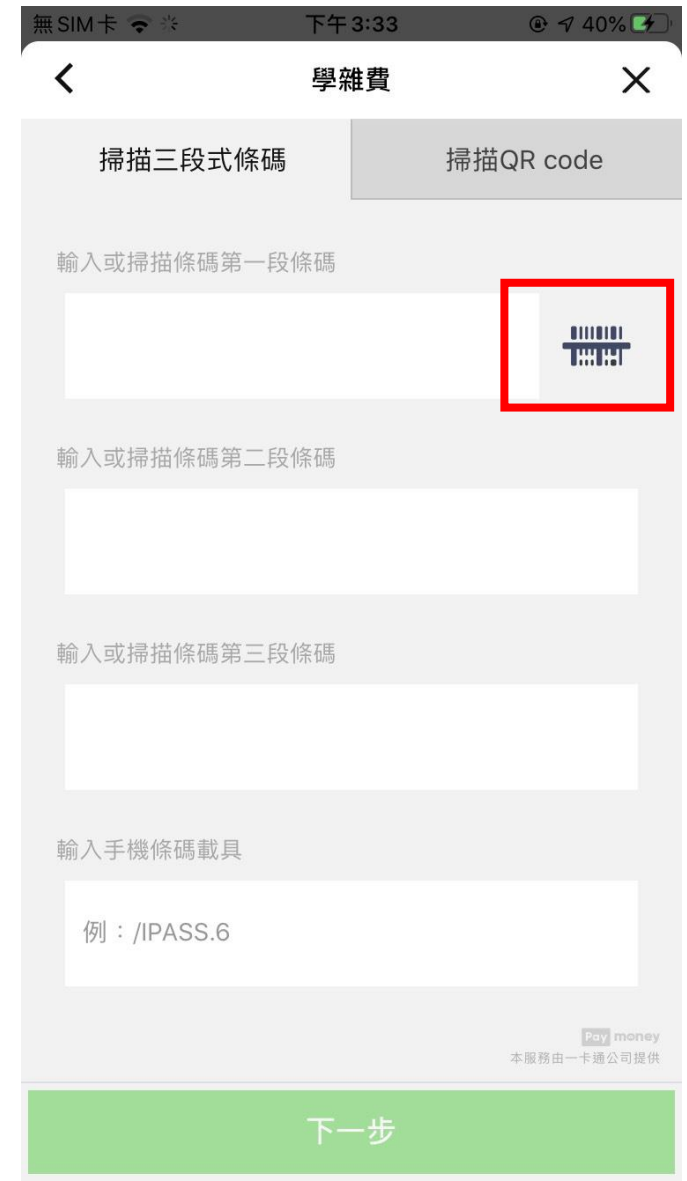 無SIM卡 下午3:33 40%
學雜費
掃描三段式條碼 掃描QR code
輸入或掃描條碼第一段條碼
輸入或掃描條碼第二段條碼
輸入或掃描條碼第三段條碼
輸入手機條碼載具
例：/IPASS.6
Pay money
本服務由一卡通公司提供
下一步